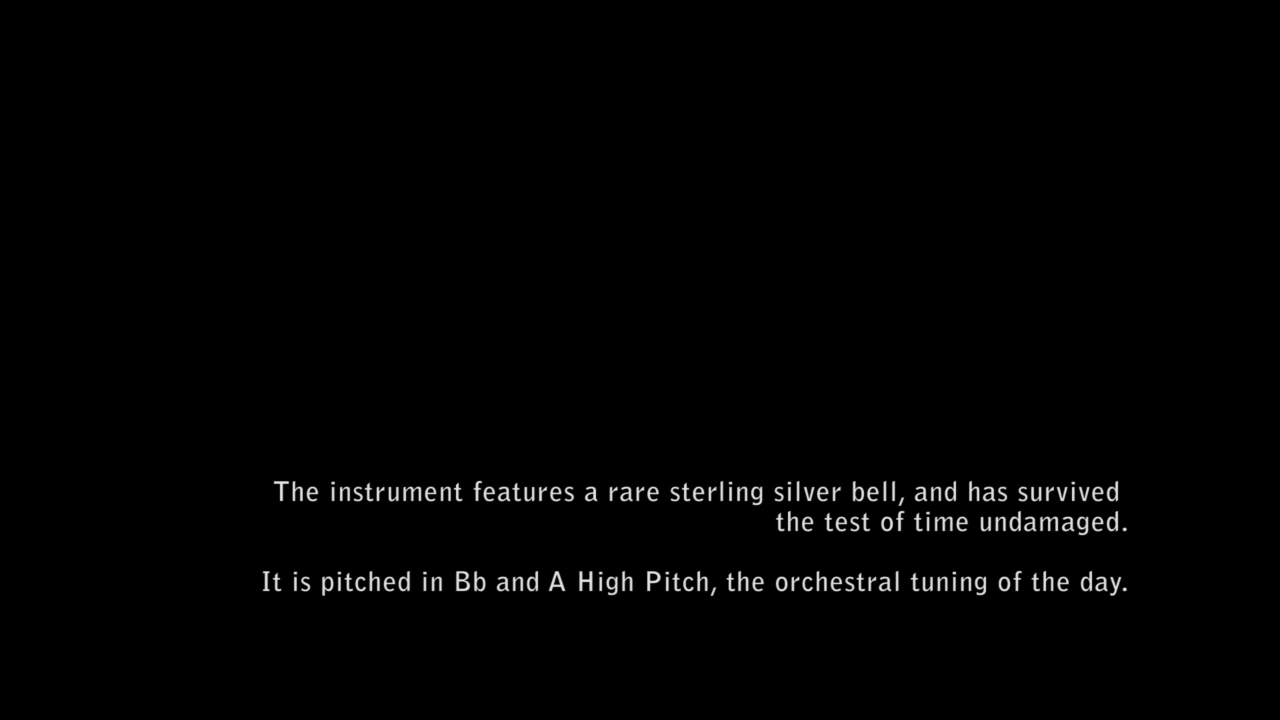 The instrument features a rare sterling silver bell, and has survived
the test of time undamaged.
It is pitched in Bb and A High Pitch, the orchestral tuning of the day.